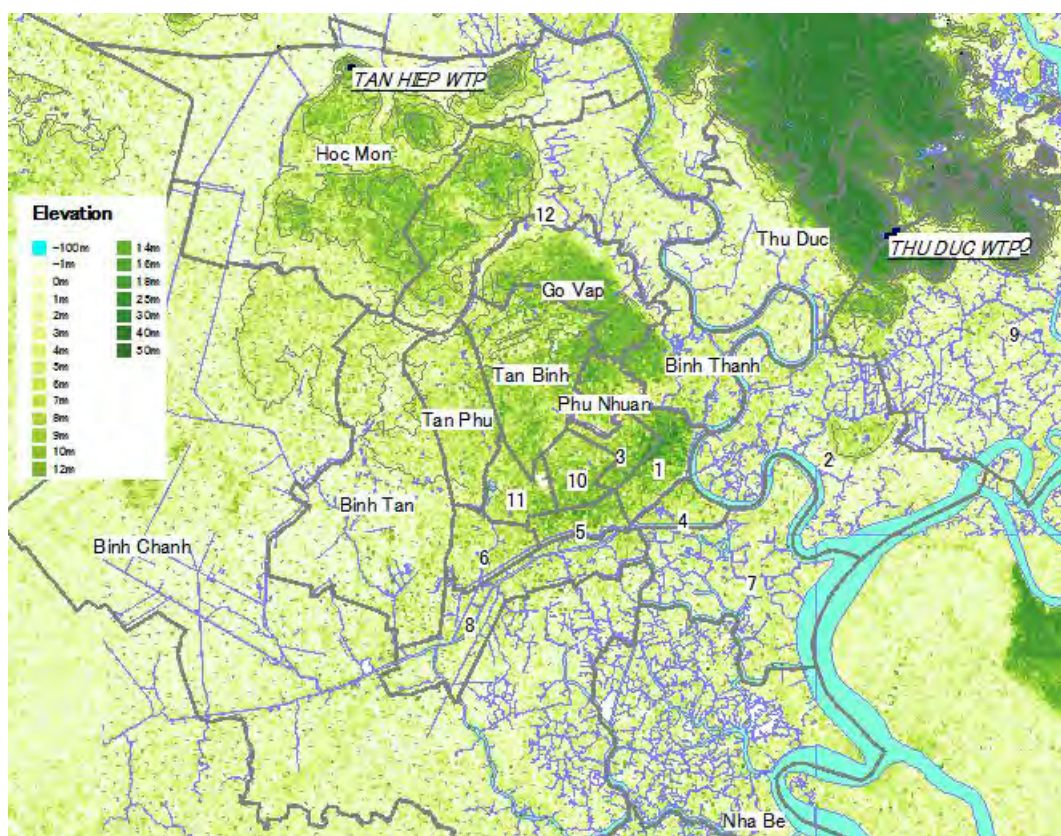 TAN HIEP WTP
Hoc Mon
12
Thu Duc
THU DUC WTP
Go Vap
9
Elevation
-100m
-1m
0m
1m
2m
3m
4m
5m
6m
7m
8m
9m
10m
12m
14m
16m
18m
25m
30m
40m
50m
Binh Thanh
Tan Binh
Phu Nhuan
Tan Phu
3
1
2
10
11
Binh Tan
4
5
Binh Chanh
6
7
8
Nha Be